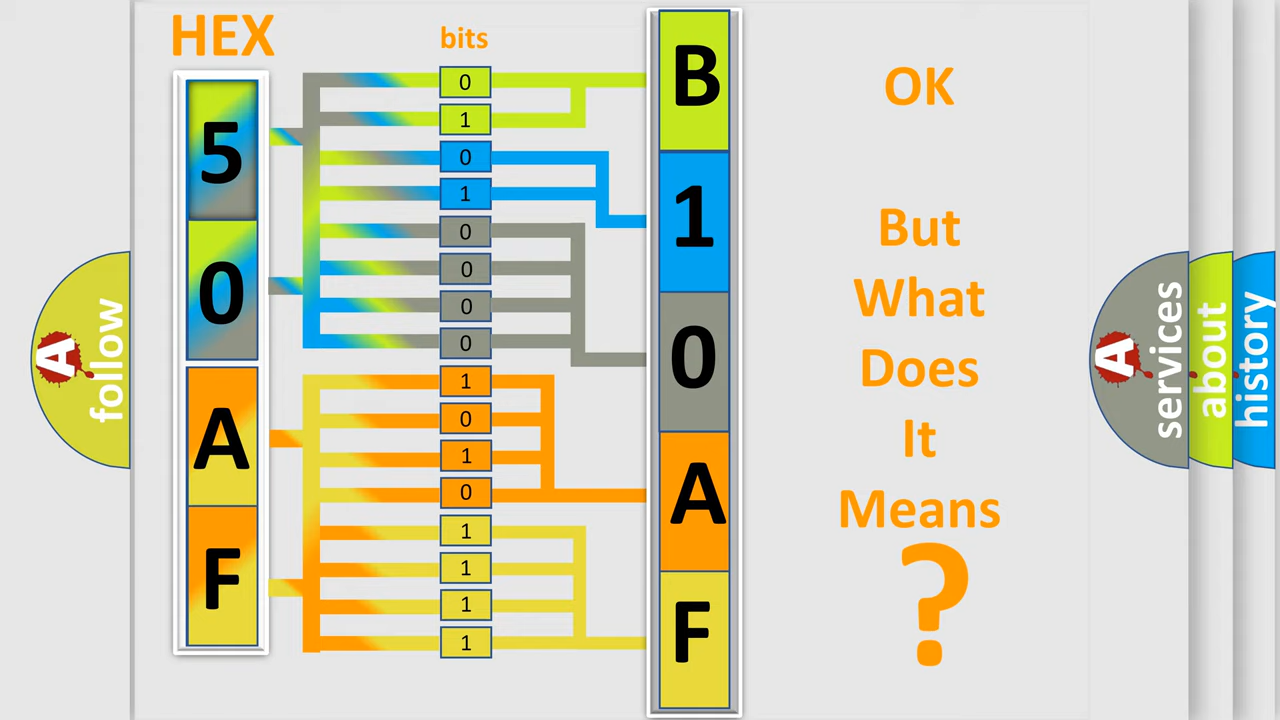 HEX
bits
5
0
A
F
0
1
0
1
0
0
0
0
1
0
1
0
1
1
1
1
B
1
0
A
F
OK
But
What
Does
It
Means
?
A
follow
A
services
about
history